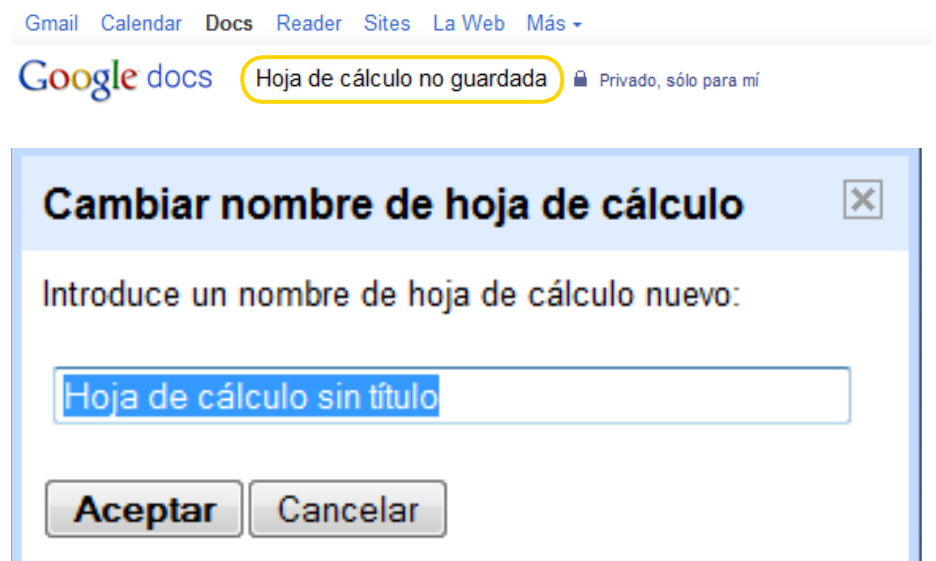 Gmail Calendar Docs Reader Sites La Web Más
Google docs Hoja de cálculo no guardada Privado, sólo para mí
Cambiar nombre de hoja de cálculo
Introduce un nombre de hoja de cálculo nuevo:
Hoja de cálculo sin título
Aceptar Cancelar